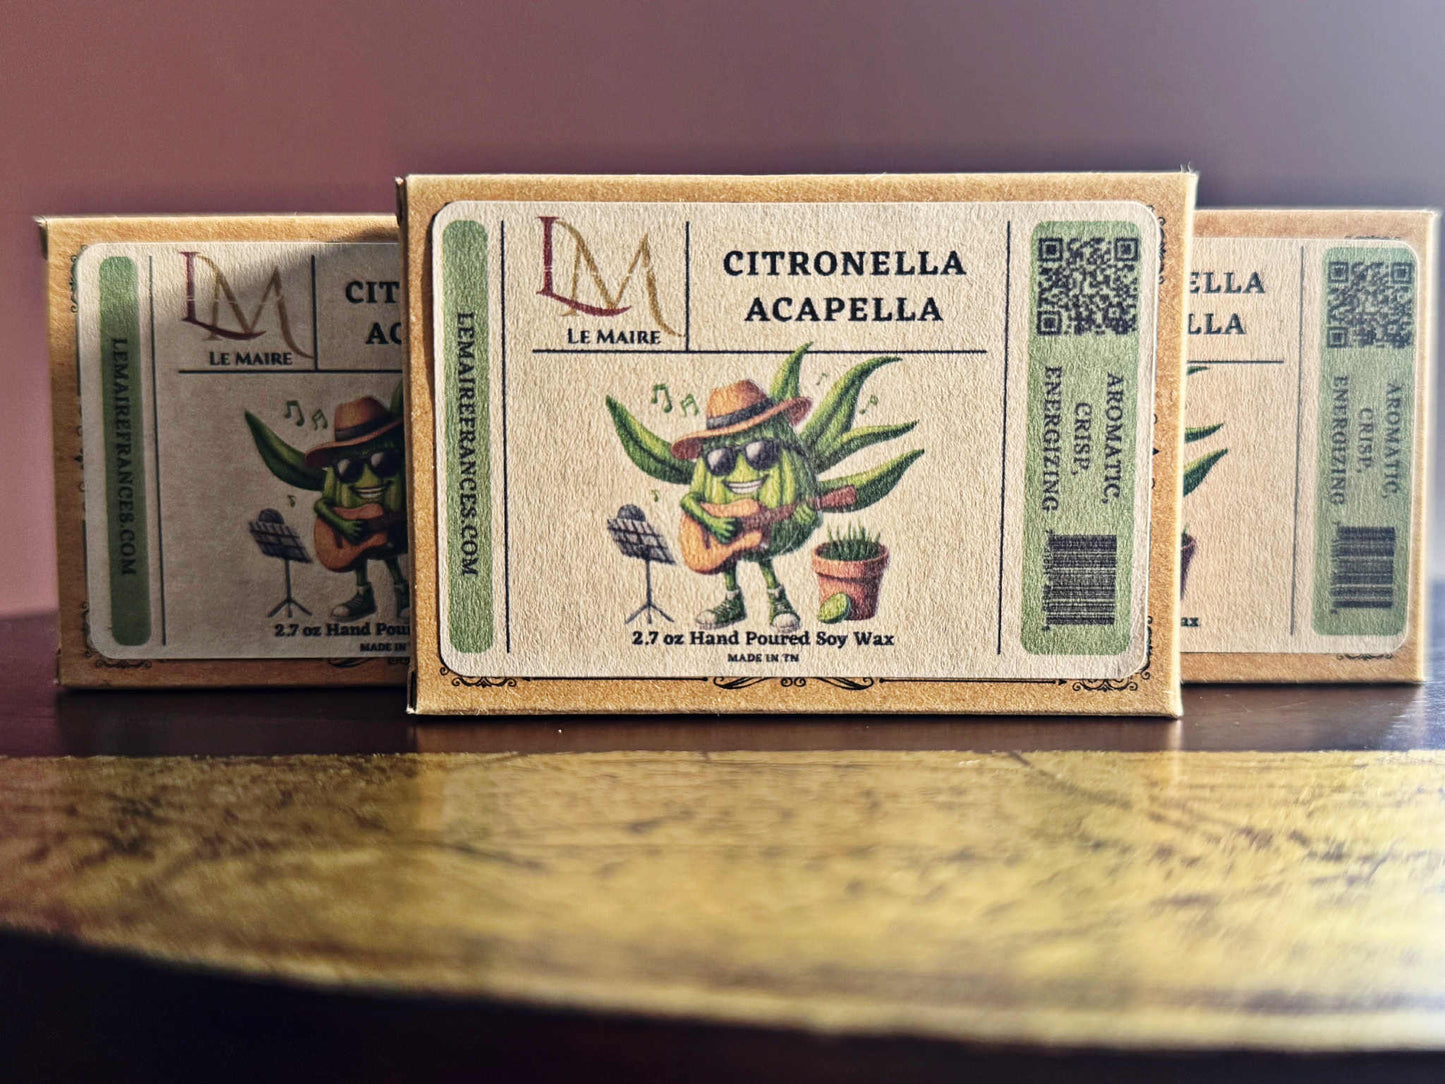 LEMAIREFRANCES.COM
LM
LE MAIRE
CIT
AC
2.7 oz Hand Pou
MADE IN
LEMAIREFRANCES.COM
LM
LE MAIRE
CITRONELLA
ACAPELLA
2.7 oz Hand Poured Soy Wax
MADE IN TN
AROMATIC,
CRISP,
ENERGIZING
ELLA
LLA
ax
AROMATIC,
CRISP,
ENERGIZING